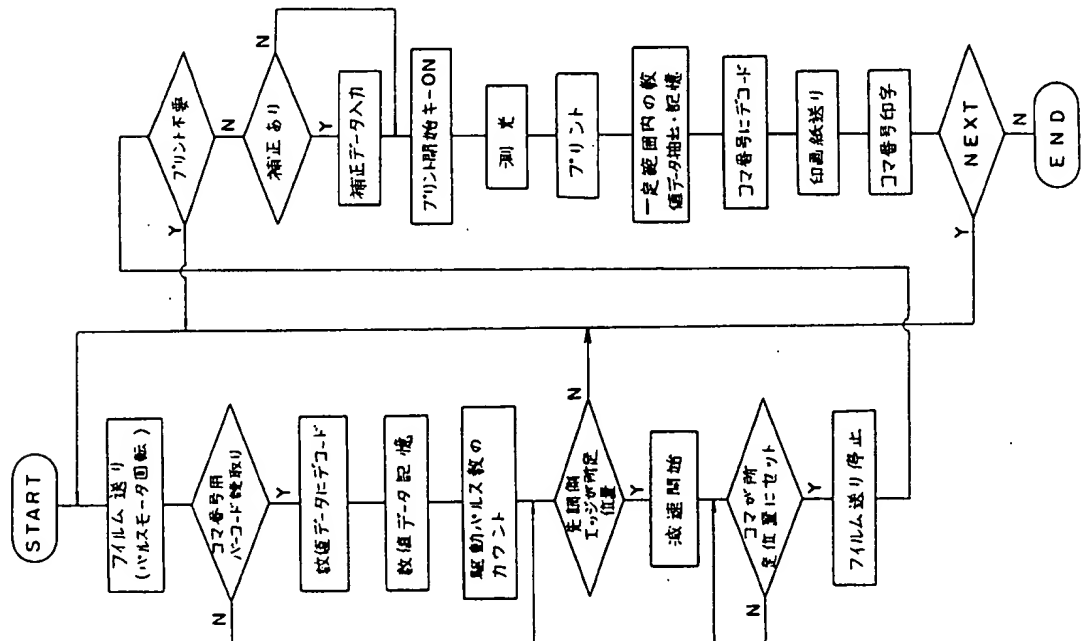 START
フイルム送り
(パルスモータ回転)
コマ番号用
バーコード読取り
N
Y
数値データにデコード
数値データ記憶
駆動パルス数の
カウント
先頭側
エッジが所定
位置
N
Y
減速開始
コマが所
定位置にセット
N
Y
フイルム送り停止
プリント不要
Y
N
補正あり
N
Y
補正データ入力
プリント開始キーON
測光
プリント
一定範囲内の数
値データ抽出・記憶
コマ番号にデコード
印画紙送り
コマ番号印字
NEXT
Y
N
END